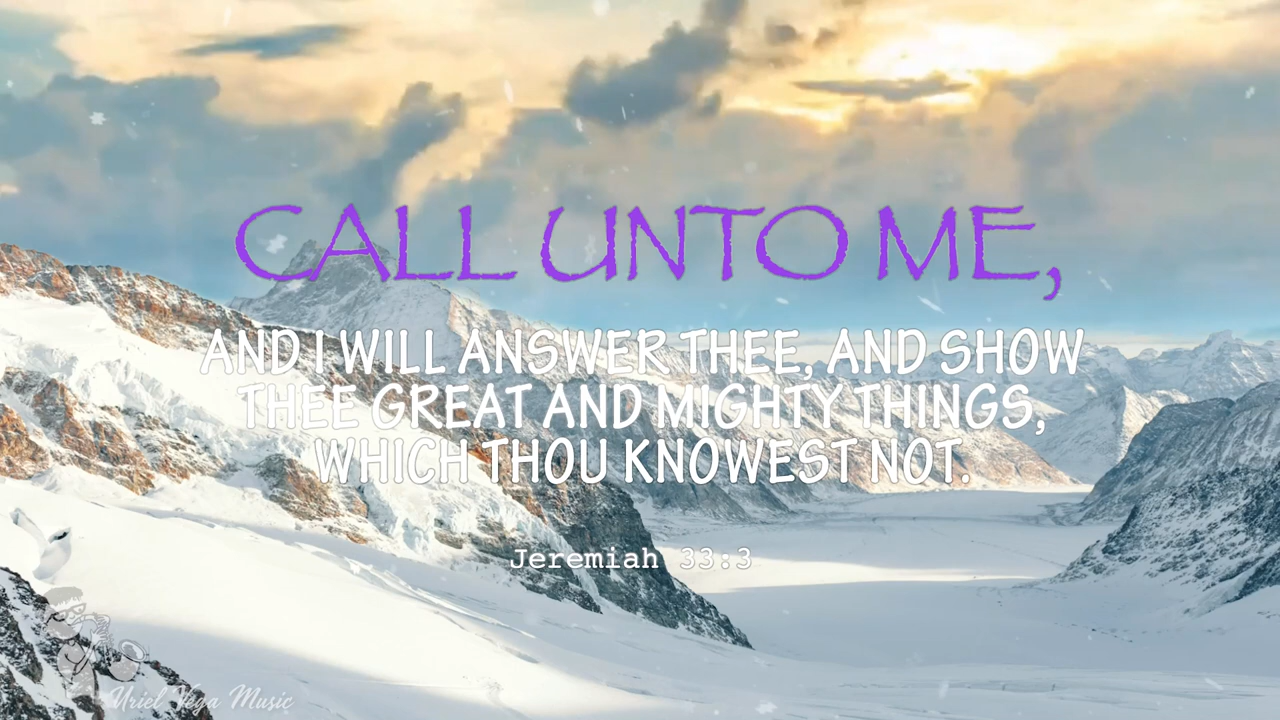 CALL UNTO ME,
AND I WILL ANSWER THEE, AND SHOW
THEE GREAT AND MIGHTY THINGS,
WHICH THOU KNOWEST NOT.
Jeremiah 33:3
Uriel Vega Music